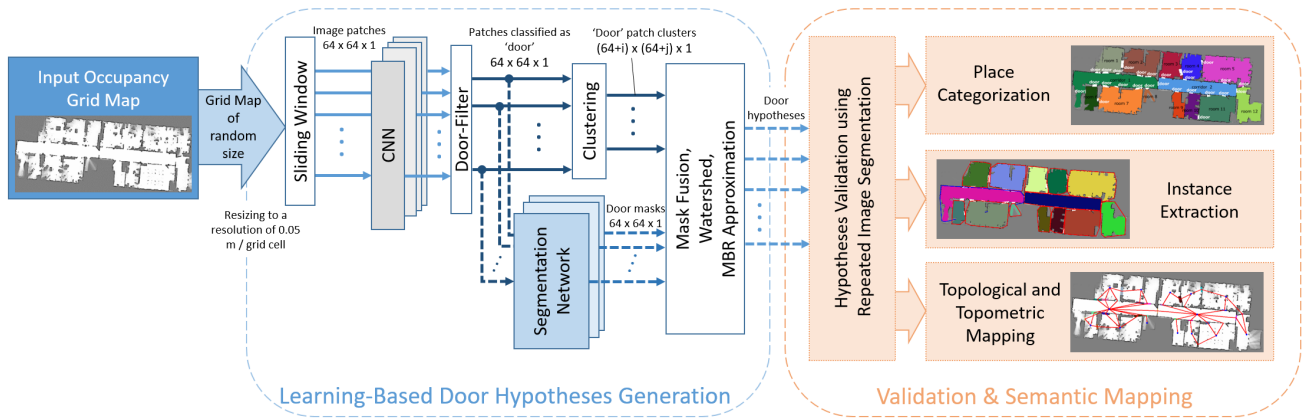 Input Occupancy
Grid Map
Grid Map
of
random
size
Resizing to a
resolution of 0.05
m / grid cell
Sliding Window
Image patches
64 x 64 x 1
CNN
Door-Filter
Patches classified as
‘door’
64 x 64 x 1
Clustering
‘Door’ patch clusters
(64+i) x (64+j) x 1
Segmentation
Network
Door masks
64 x 64 x 1
Mask Fusion,
Watershed,
MBR Approximation
Door
hypotheses
Learning-Based Door Hypotheses Generation
Hypotheses Validation using
Repeated Image Segmentation
Place
Categorization
Instance
Extraction
Topological and
Topometric
Mapping
Validation & Semantic Mapping